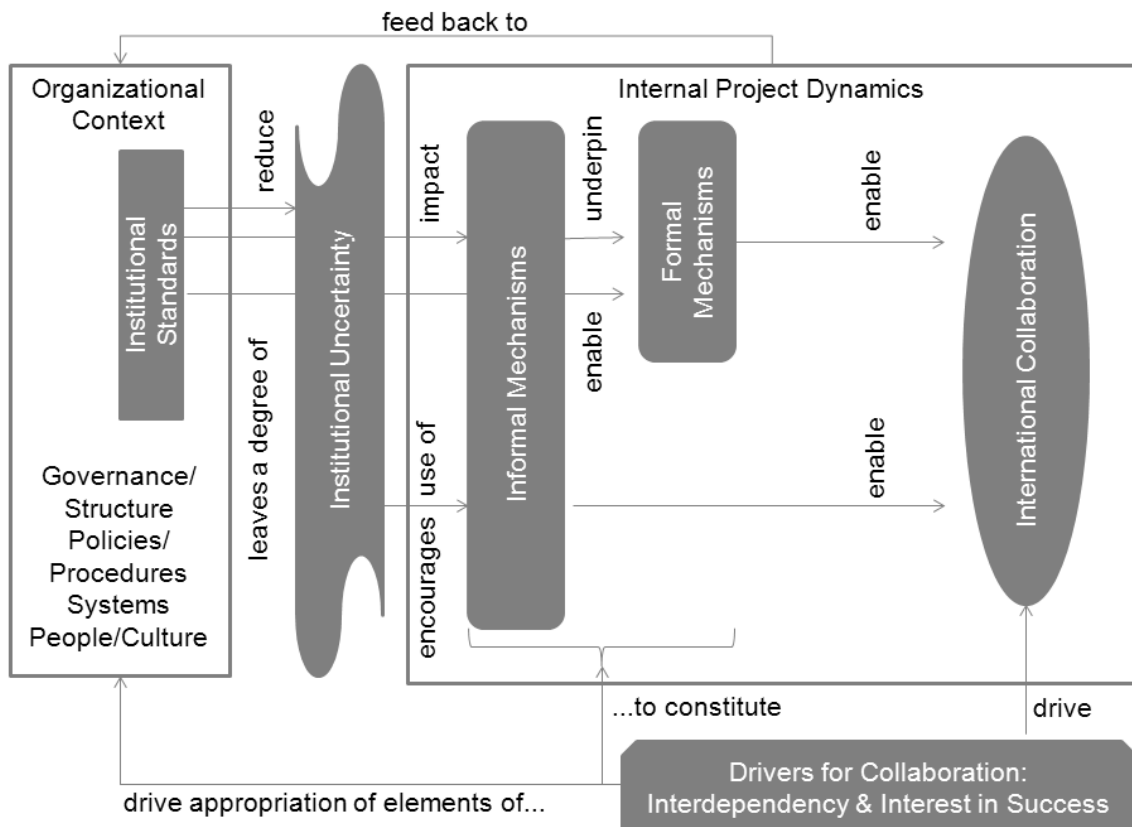 feed back to
Organizational
Context
Internal Project Dynamics
reduce
impact
underpin
enable
Institutional
Standards
Institutional Uncertainty
Informal Mechanisms
Formal
Mechanisms
International Collaboration
leaves a degree of
enable
encourages use of
enable
Governance/
Structure
Policies/
Procedures
Systems
People/Culture
...to constitute
drive
drive appropriation of elements of...
Drivers for Collaboration:
Interdependency & Interest in Success